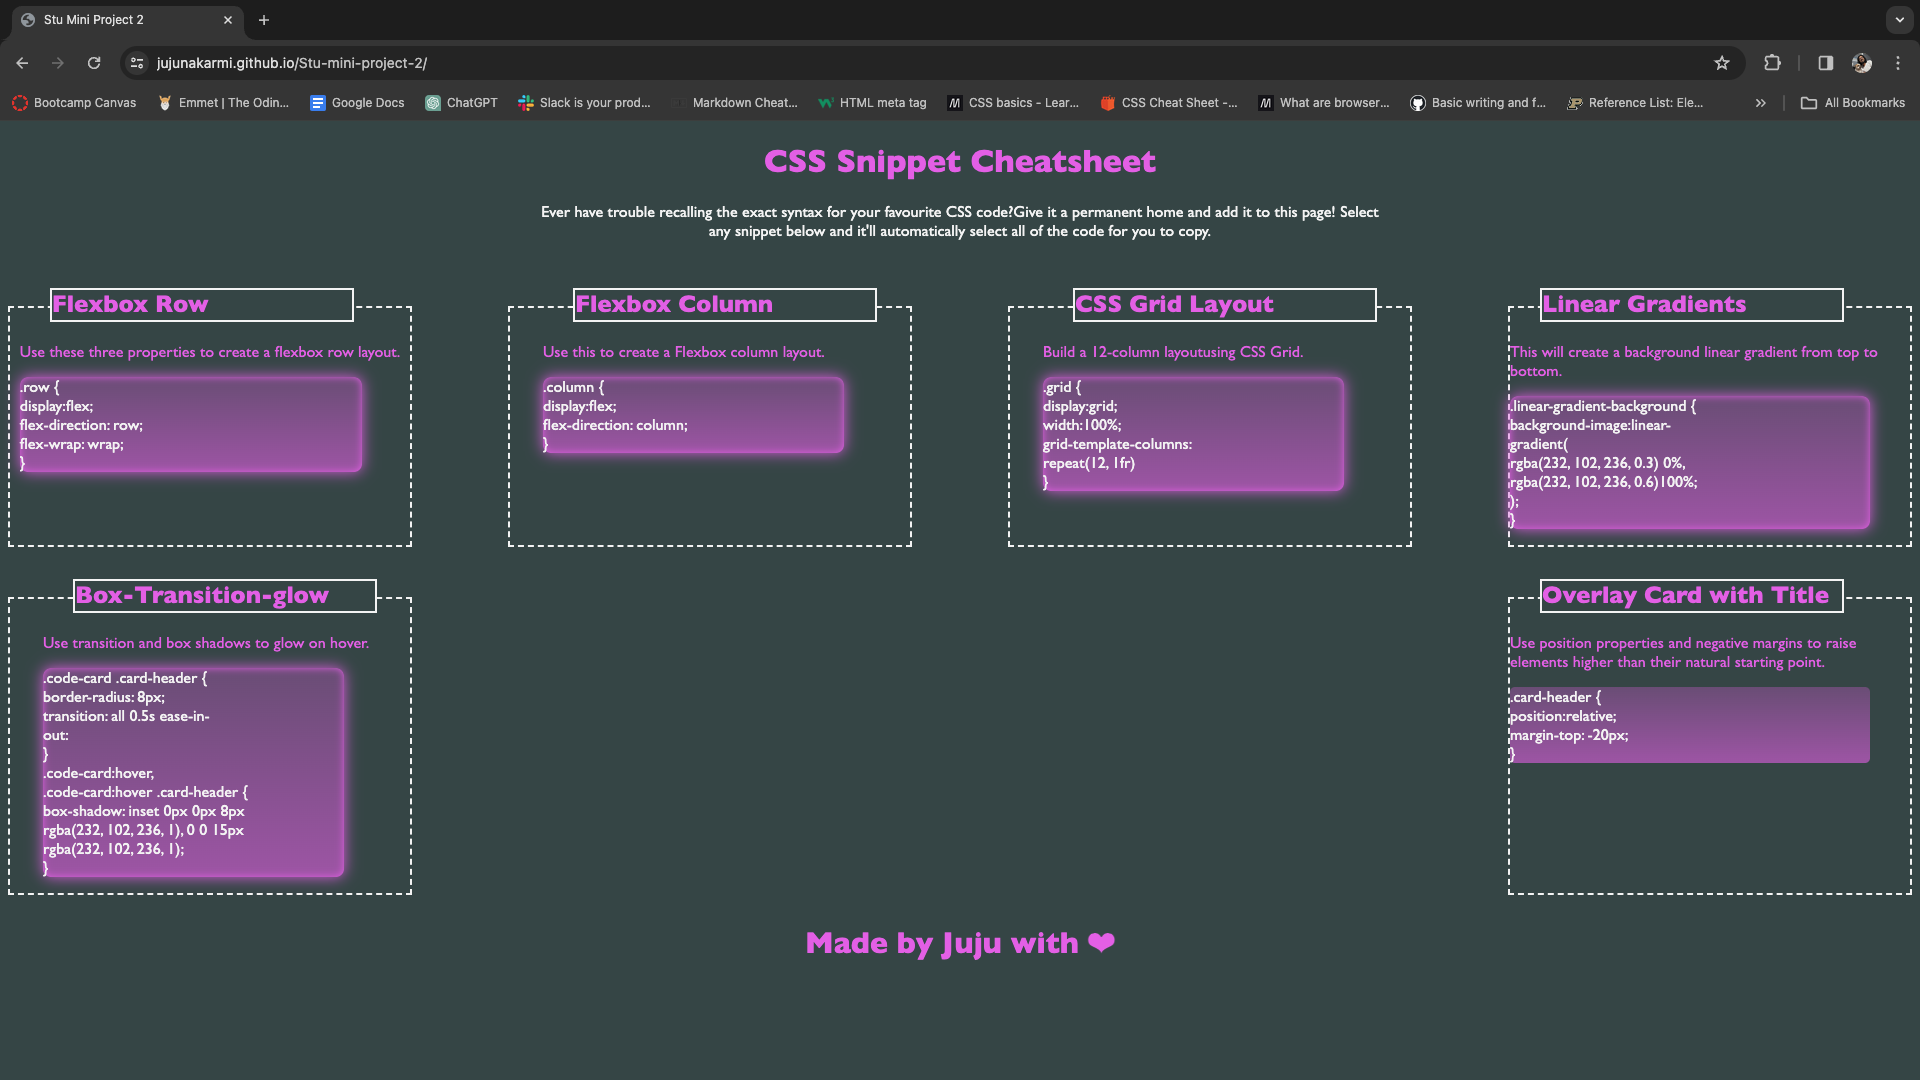 Stu Mini Project 2
jujunakarmi.github.io/Stu-mini-project-2/
Bootcamp Canvas
Emmet | The Odin...
Google Docs
ChatGPT
Slack is your prod...
Markdown Cheat...
HTML meta tag
CSS basics - Lear...
CSS Cheat Sheet -...
What are browser...
Basic writing and f...
Reference List: Ele...
All Bookmarks
CSS Snippet Cheatsheet
Ever have trouble recalling the exact syntax for your favourite CSS code?Give it a permanent home and add it to this page! Select
any snippet below and it'll automatically select all of the code for you to copy.
Flexbox Row
Use these three properties to create a flexbox row layout.
.row {
display:flex;
flex-direction: row;
flex-wrap: wrap;
}
Flexbox Column
Use this to create a Flexbox column layout.
.column {
display:flex;
flex-direction: column;
}
CSS Grid Layout
Build a 12-column layoutusing CSS Grid.
.grid {
display:grid;
width:100%;
grid-template-columns:
repeat(12, 1fr)
}
Linear Gradients
This will create a background linear gradient from top to
bottom.
.linear-gradient-background {
background-image:linear-
gradient(
rgba(232, 102, 236, 0.3) 0%,
rgba(232, 102, 236, 0.6)100%;
);
}
Box-Transition-glow
Use transition and box shadows to glow on hover.
.code-card .card-header {
border-radius: 8px;
transition: all 0.5s ease-in-
out:
}
.code-card:hover,
.code-card:hover .card-header {
box-shadow: inset 0px 0px 8px
rgba(232, 102, 236, 1), 0 0 15px
rgba(232, 102, 236, 1);
}
Overlay Card with Title
Use position properties and negative margins to raise
elements higher than their natural starting point.
.card-header {
position:relative;
margin-top: -20px;
}
Made by Juju with ❤